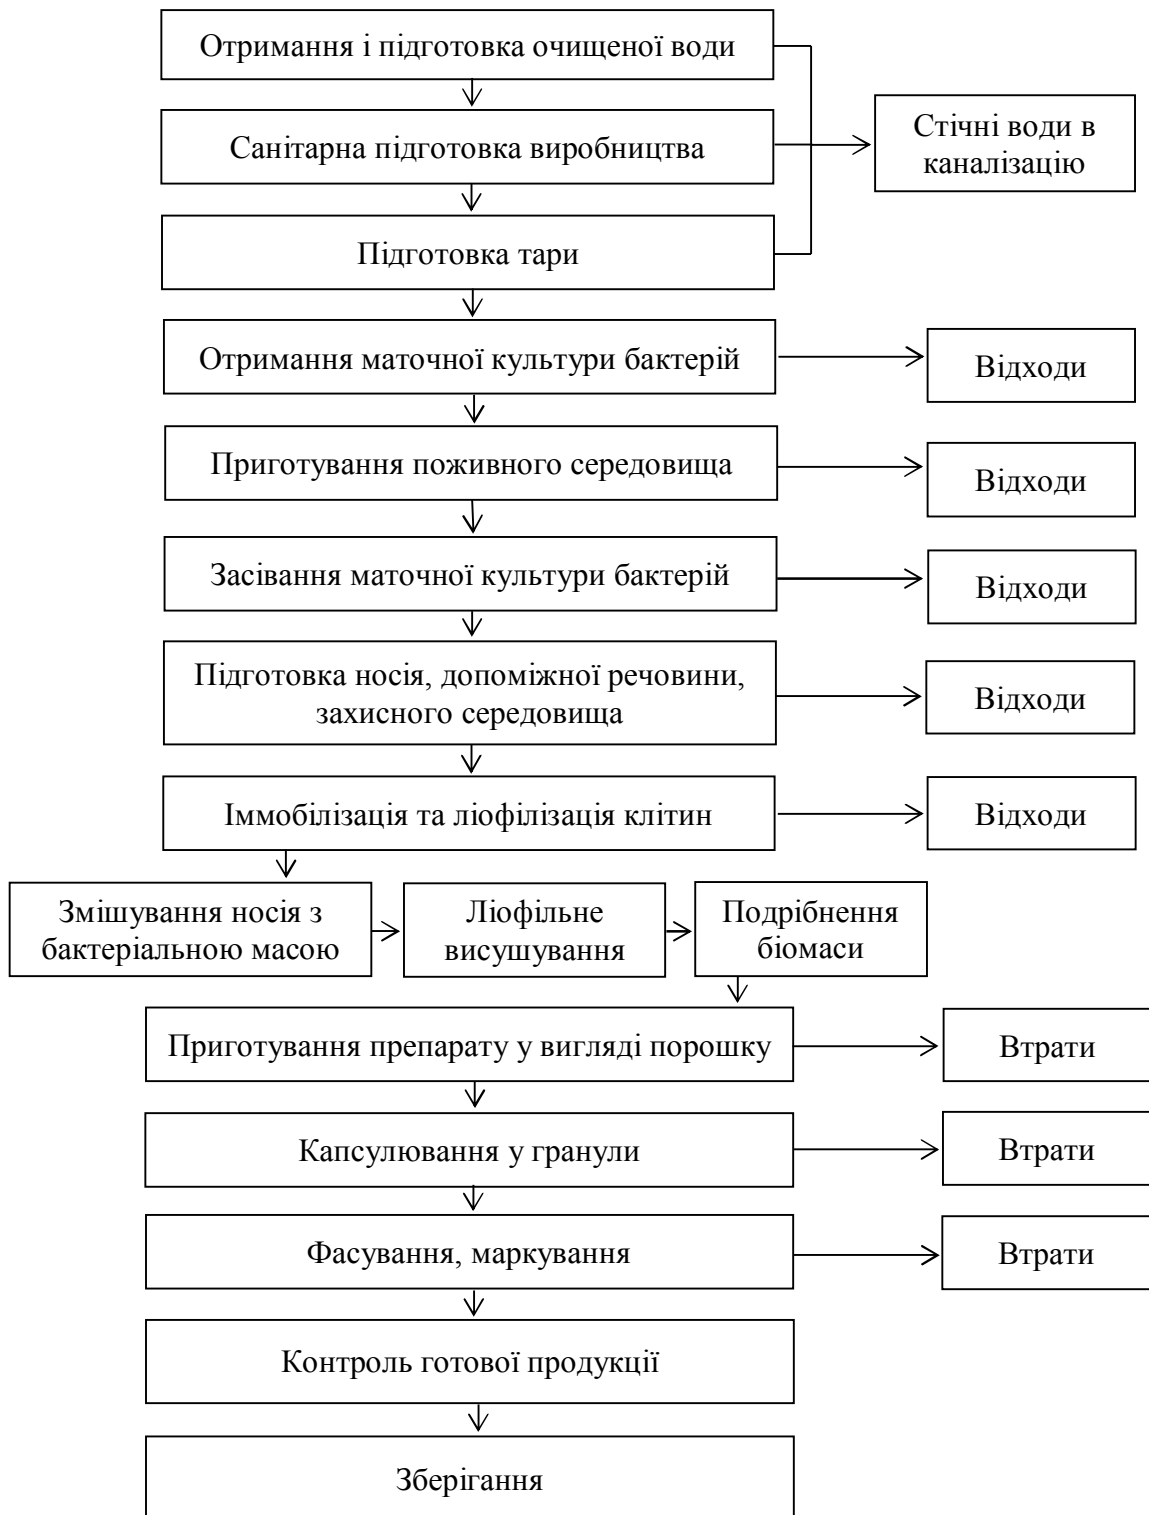 Отримання і підготовка очищеної води
Санітарна підготовка виробництва
Стічні води в
каналізацію
Підготовка тари
Отримання маточної культури бактерій
Відходи
Приготування поживного середовища
Відходи
Засівання маточної культури бактерій
Відходи
Підготовка носія, допоміжної речовини,
захисного середовища
Відходи
Іммобілізація та ліофілізація клітин
Відходи
Змішування носія з
бактеріальною масою
Ліофільне
висушування
Подрібнення
біомаси
Приготування препарату у вигляді порошку
Втрати
Капсулювання у гранули
Втрати
Фасування, маркування
Втрати
Контроль готової продукції
Зберігання